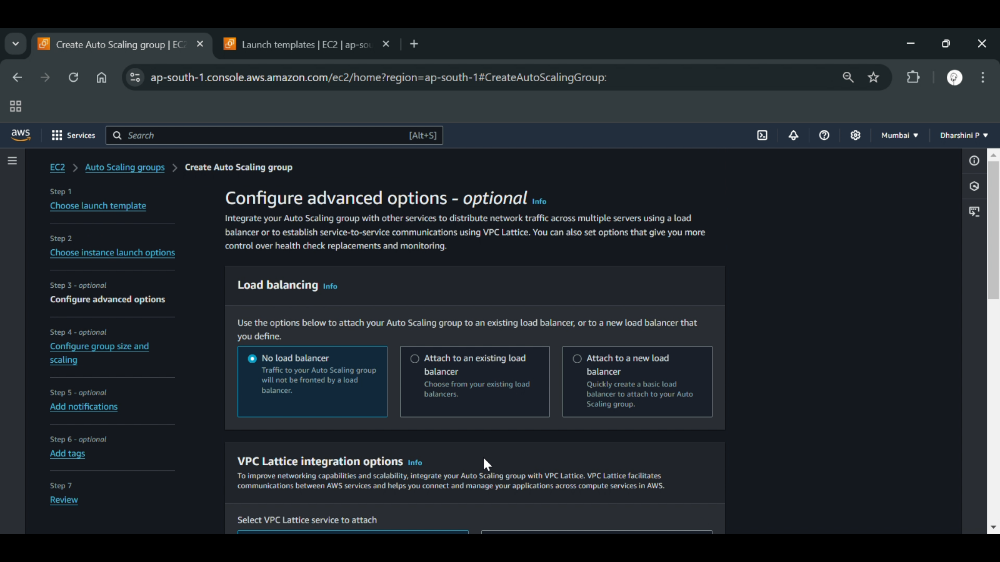 Create Auto Scaling group | EC2
Launch templates | EC2 | ap-sou
ap-south-1.console.aws.amazon.com/ec2/home?region=ap-south-1#CreateAutoScalingGroup:
aws
Services
Search
[Alt+S]
Mumbai
Dharshini P
EC2
Auto Scaling groups
Create Auto Scaling group
Step 1
Choose launch template
Step 2
Choose instance launch options
Step 3 - optional
Configure advanced options
Step 4 - optional
Configure group size and
scaling
Step 5 - optional
Add notifications
Step 6 - optional
Add tags
Step 7
Review
Configure advanced options - optional Info
Integrate your Auto Scaling group with other services to distribute network traffic across multiple servers using a load
balancer or to establish service-to-service communications using VPC Lattice. You can also set options that give you more
control over health check replacements and monitoring.
Load balancing Info
Use the options below to attach your Auto Scaling group to an existing load balancer, or to a new load balancer that
you define.
No load balancer
Traffic to your Auto Scaling group
will not be fronted by a load
balancer.
Attach to an existing load
balancer
Choose from your existing load
balancers.
Attach to a new load
balancer
Quickly create a basic load
balancer to attach to your Auto
Scaling group.
VPC Lattice integration options Info
To improve networking capabilities and scalability, integrate your Auto Scaling group with VPC Lattice. VPC Lattice facilitates
communications between AWS services and helps you connect and manage your applications across compute services in AWS.
Select VPC Lattice service to attach